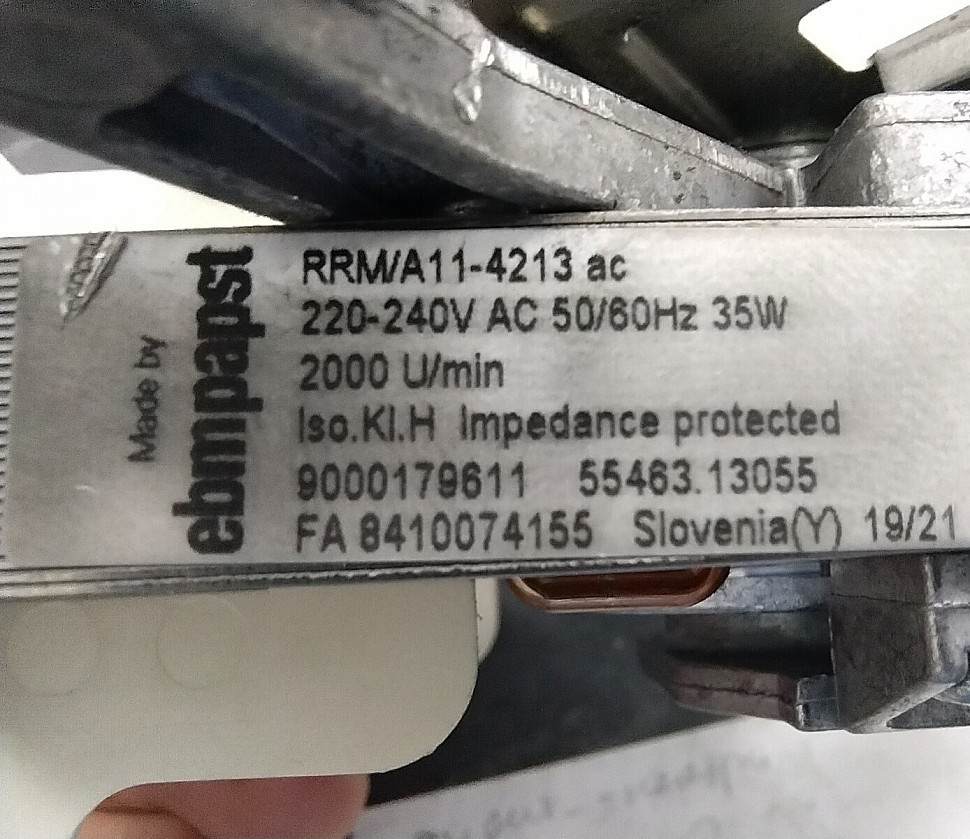 Made by
ebmpapst
RRM/A11-4213 ac
220-240V AC 50/60Hz 35W
2000 U/min
Iso.Kl.H Impedance protected
9000179611 55463.13055
FA 8410074155 Slovenia(Y) 19/21